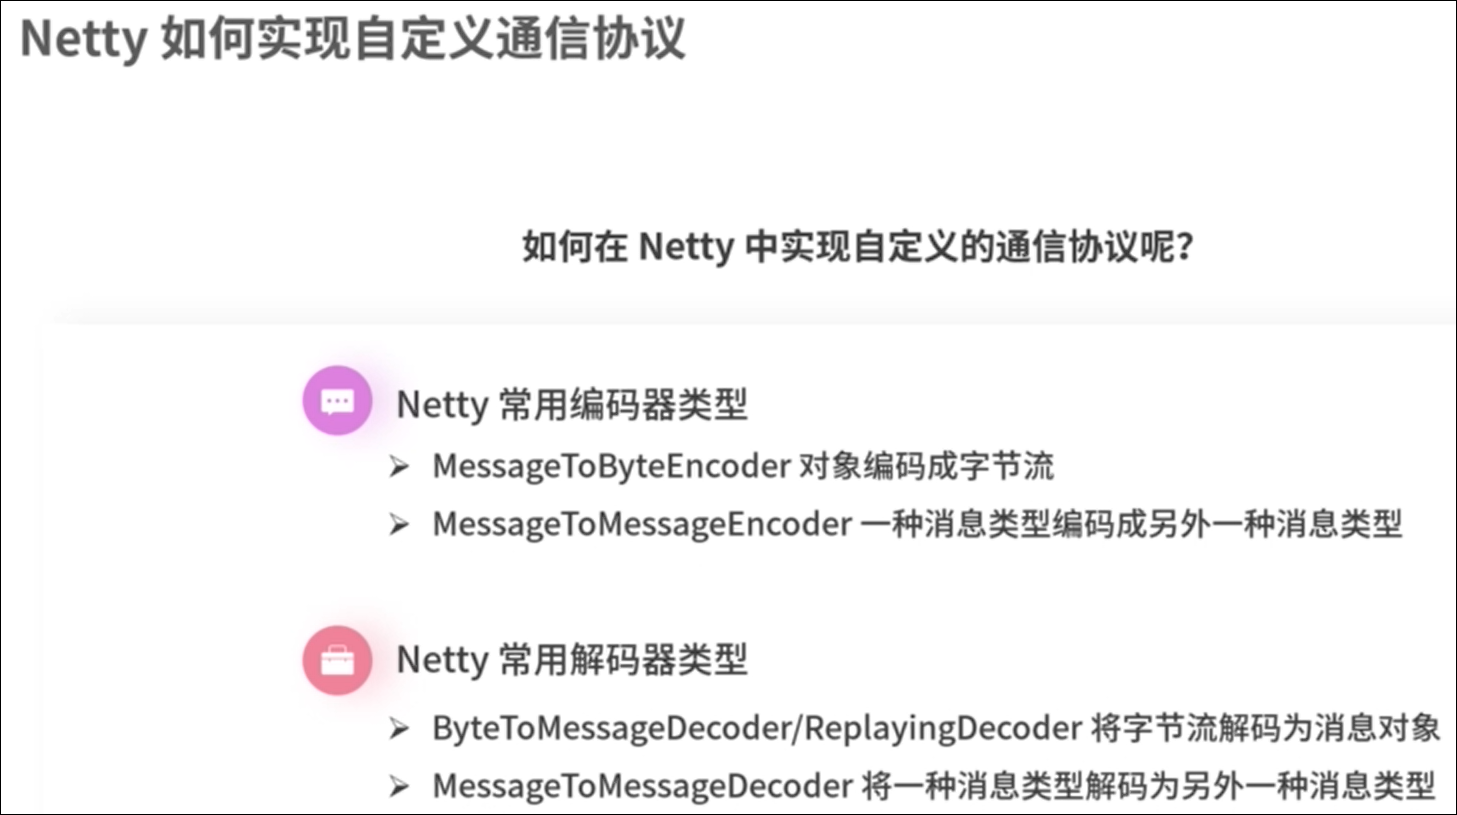 Netty 如何实现自定义通信协议
如何在 Netty 中实现自定义的通信协议呢?
Netty 常用编码器类型
➢ MessageToByteEncoder 对象编码成字节流
➢ MessageToMessageEncoder 一种消息类型编码成另外一种消息类型
Netty 常用解码器类型
➢ ByteToMessageDecoder/ReplayingDecoder 将字节流解码为消息对象
➢ MessageToMessageDecoder 将一种消息类型解码为另外一种消息类型